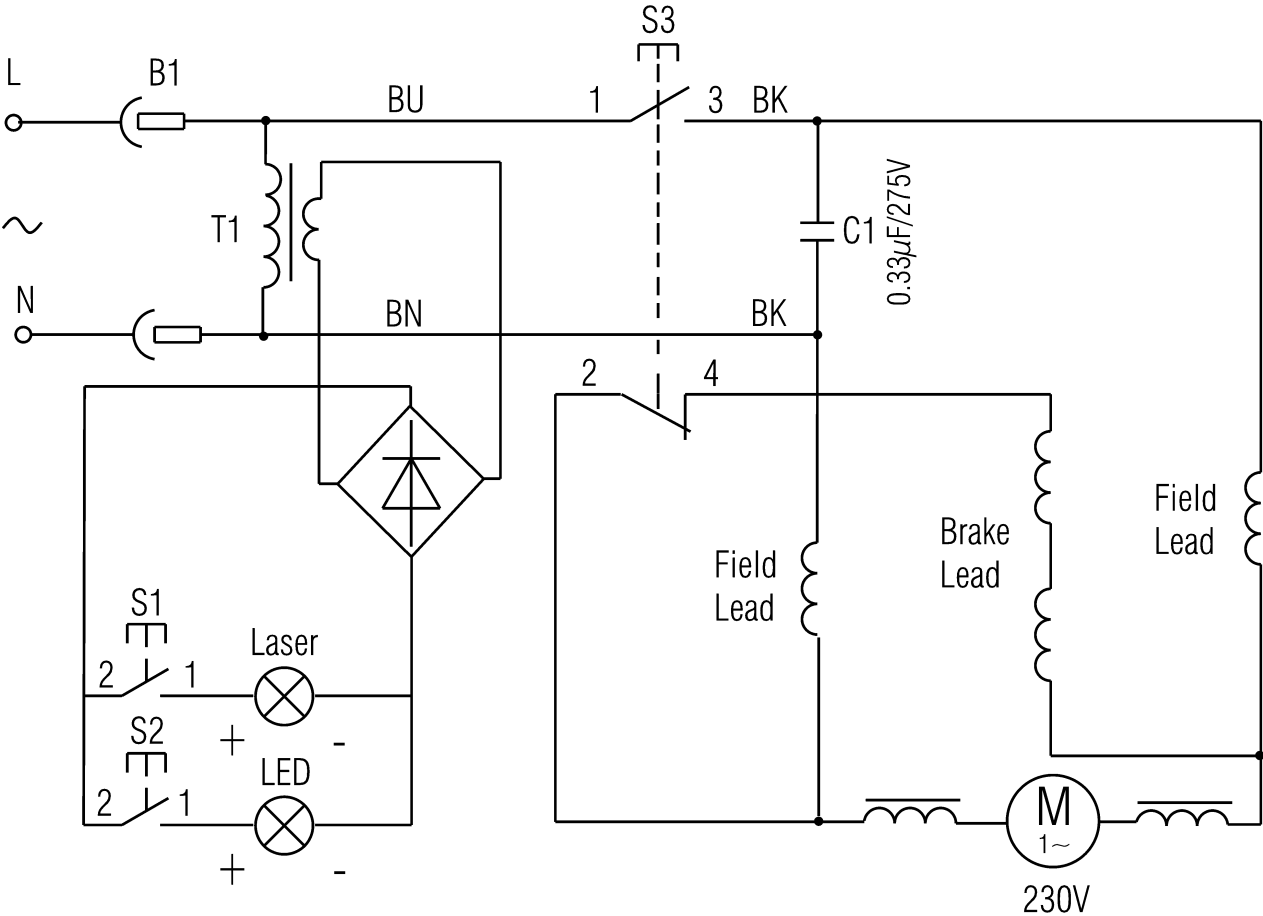 S3
L
B1
BU
1
3
BK
T1
C1
0.33µF/275V
N
BN
BK
2
4
Field
Lead
Brake
Lead
Field
Lead
S1
Laser
2
1
+
-
S2
LED
2
1
+
-
M
1~
230V